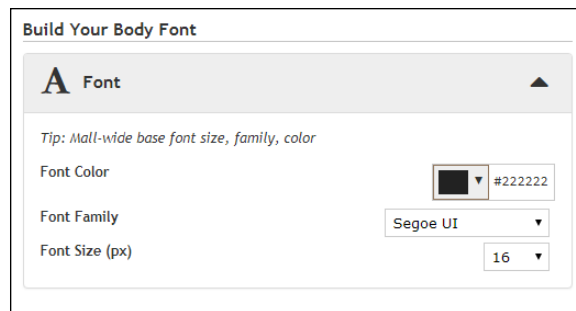 Build Your Body Font
A Font
Tip: Mall-wide base font size, family, color
Font Color #222222
Font Family Segoe UI
Font Size (px) 16